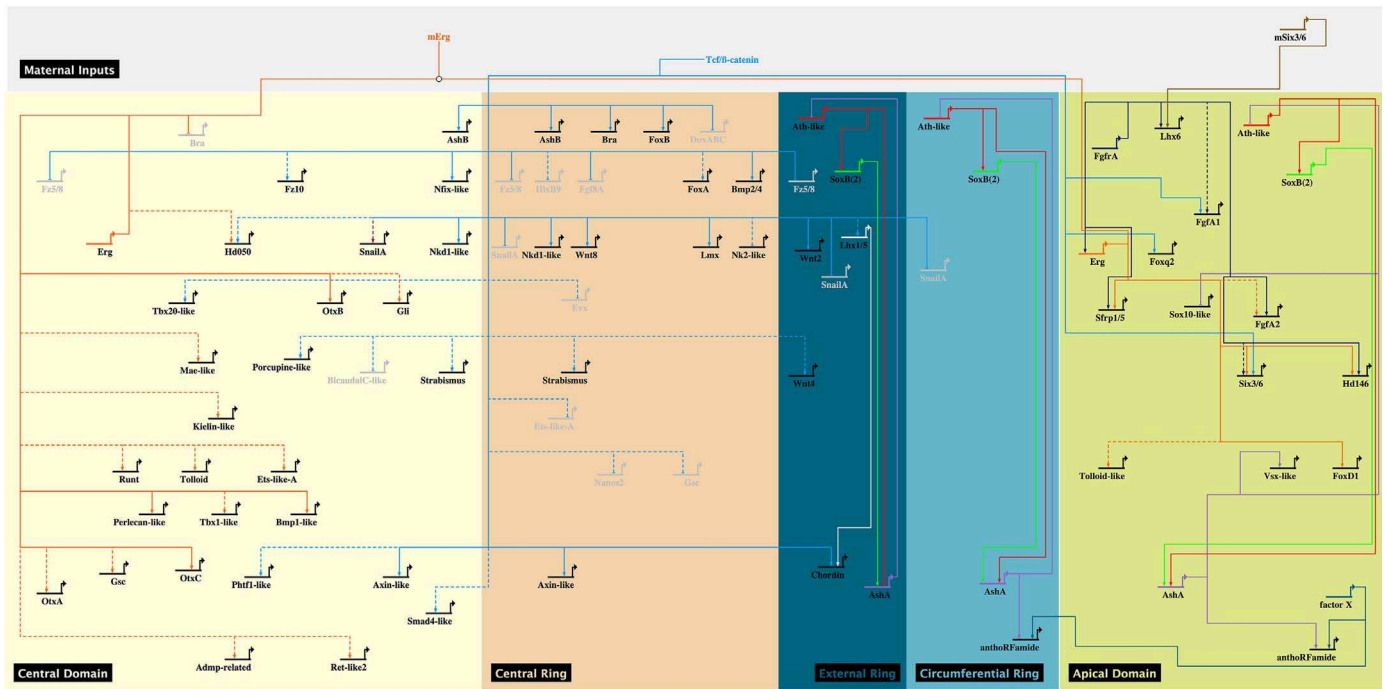 mErg
mSix3/6
Tcf/ß-catenin
Maternal Inputs
Bra
AshB
AshB
Bra
FoxB
DuxABC
Ath-like
Ath-like
FgfrA
Lhx6
Ath-like
Fz5/8
Fz10
Nfix-like
Fz5/8
HlxB9
Fgf8A
FoxA
Bmp2/4
Fz5/8
SoxB(2)
SoxB(2)
SoxB(2)
FgfA1
Erg
Hd050
SnailA
Nkd1-like
SnailA
Nkd1-like
Wnt8
Lmx
Nk2-like
Wnt2
Lhx1/5
SnailA
SnailA
Erg
Foxq2
Tbx20-like
OtxB
Gli
Evx
Sfrp1/5
Sox10-like
FgfA2
Mae-like
Porcupine-like
BicaudalC-like
Strabismus
Strabismus
Wnt4
Six3/6
Hd146
Kielin-like
Ets-like-A
Runt
Tolloid
Ets-like-A
Nanos2
Gsc
Tolloid-like
Vsx-like
FoxD1
Perlecan-like
Tbx1-like
Bmp1-like
OtxA
Gsc
OtxC
Phtf1-like
Axin-like
Axin-like
Chordin
AshA
AshA
AshA
factor X
Smad4-like
Admp-related
Ret-like2
anthoRFamide
anthoRFamide
Central Domain
Central Ring
External Ring
Circumferential Ring
Apical Domain